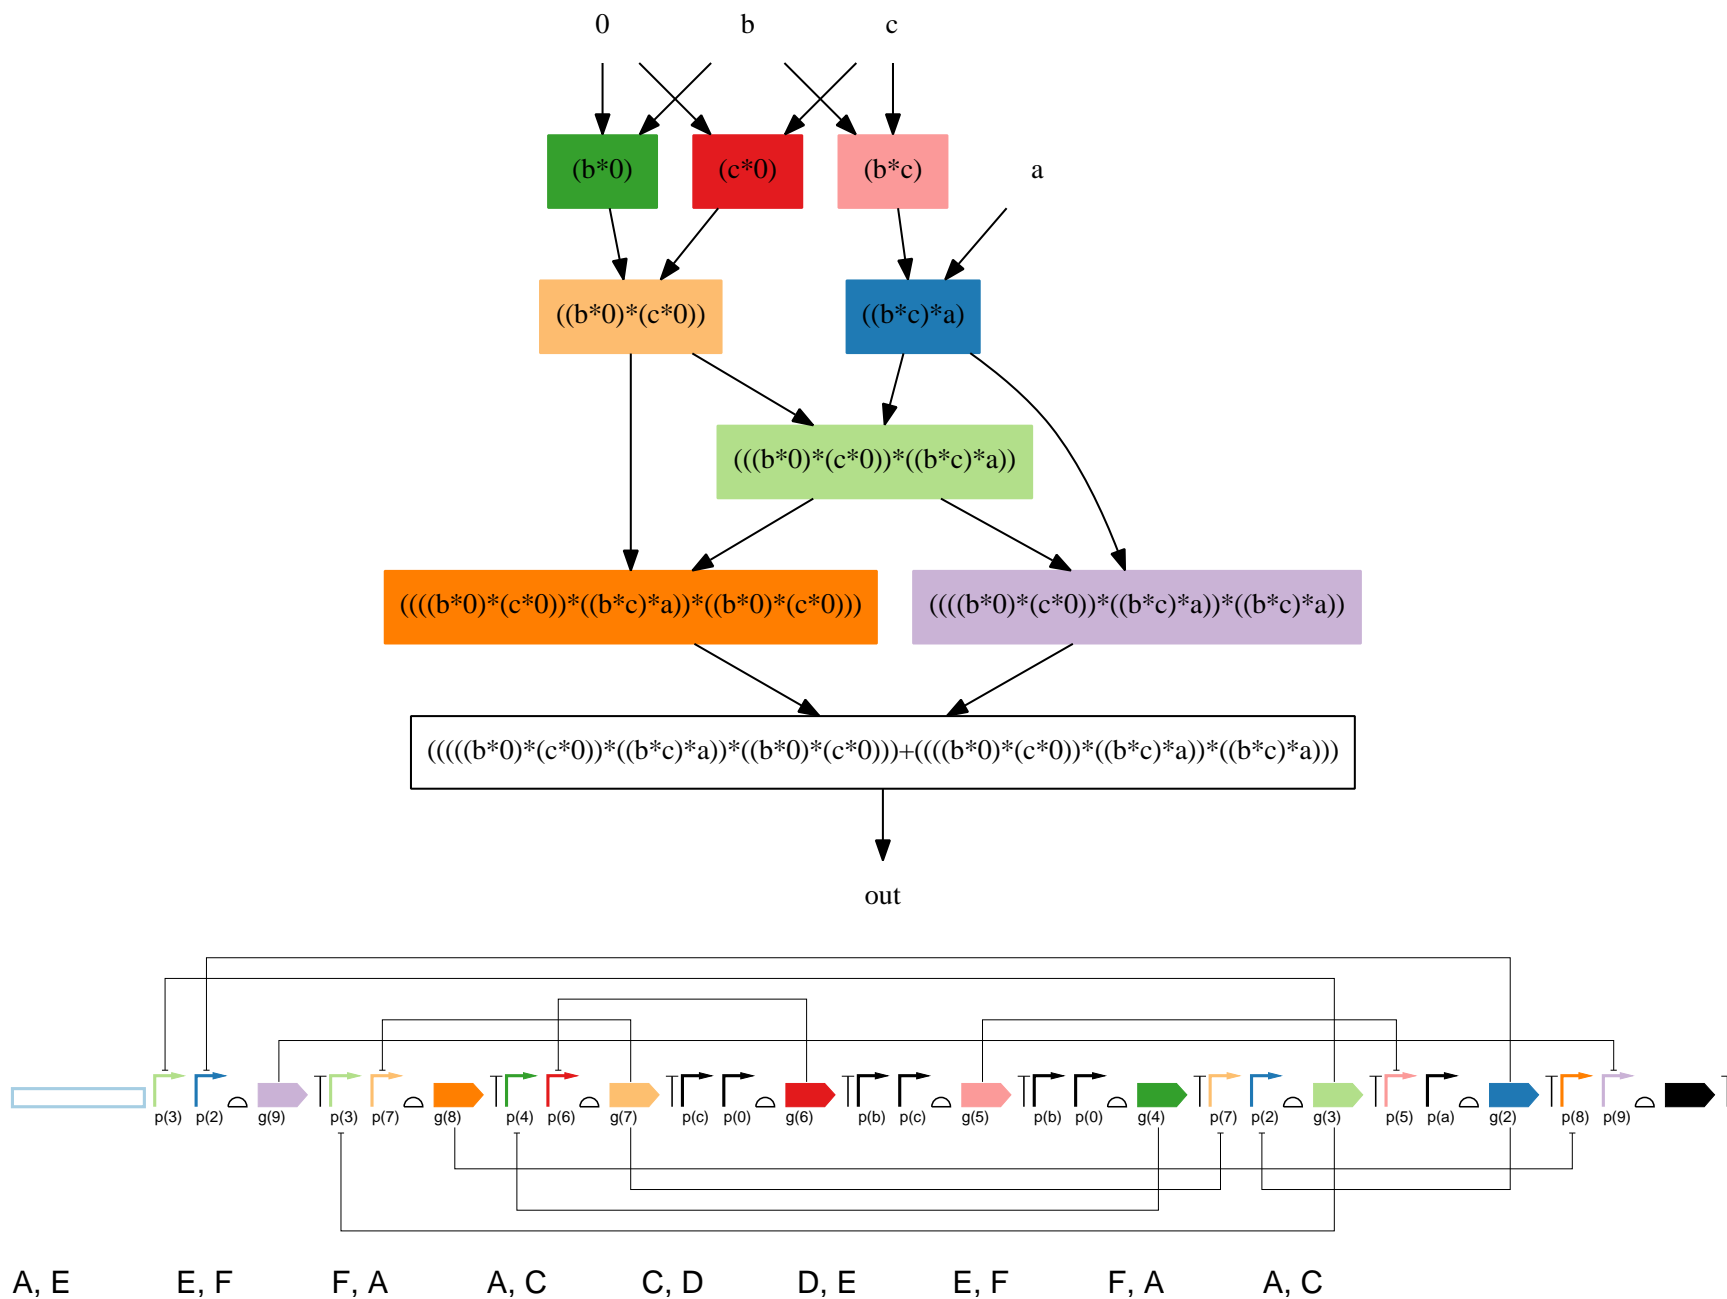 0 b c
(b*0) (c*0) (b*c) a
((b*0)*(c*0)) ((b*c)*a)
(((b*0)*(c*0))*((b*c)*a))
((((b*0)*(c*0))*((b*c)*a))*((b*0)*(c*0))) ((((b*0)*(c*0))*((b*c)*a))*((b*c)*a))
(((((b*0)*(c*0))*((b*c)*a))*((b*0)*(c*0)))+((((b*0)*(c*0))*((b*c)*a))*((b*c)*a)))
out
p(3) p(2) g(9) p(3) p(7) g(8) p(4) p(6) g(7) p(c) p(0) g(6) p(b) p(c) g(5) p(b) p(0) g(4) p(7) p(2) g(3) p(5) p(a) g(2) p(8) p(9)
A, E E, F F, A A, C C, D D, E E, F F, A A, C